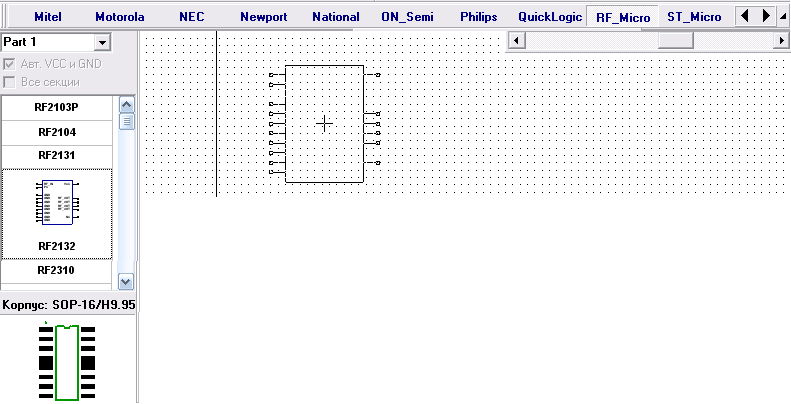 Mitel Motorola NEC Newport National ON_Semi Philips QuickLogic RF_Micro ST_Micro
Part 1
Авт. VCC и GND
Все секции
RF2103P
RF2104
RF2131
RF2132
RF2310
Корпус: SOP-16/H9.95